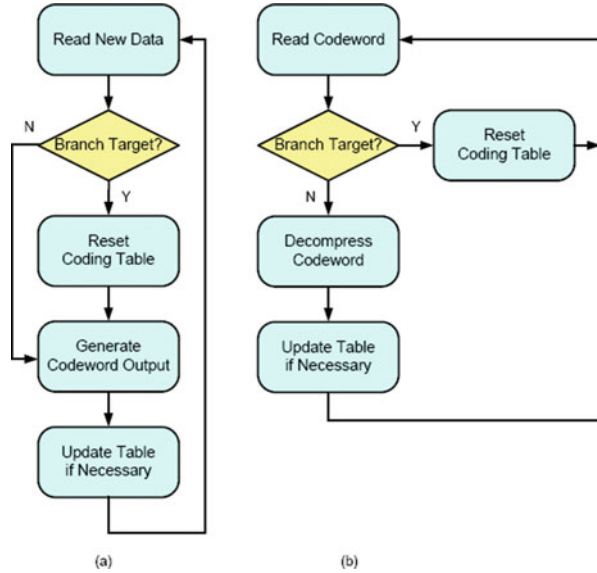 Read New Data
N
Branch Target?
Y
Reset
Coding Table
Generate
Codeword Output
Update Table
if Necessary
(a)
Read Codeword
Branch Target?
Y
Reset
Coding Table
N
Decompress
Codeword
Update Table
if Necessary
(b)